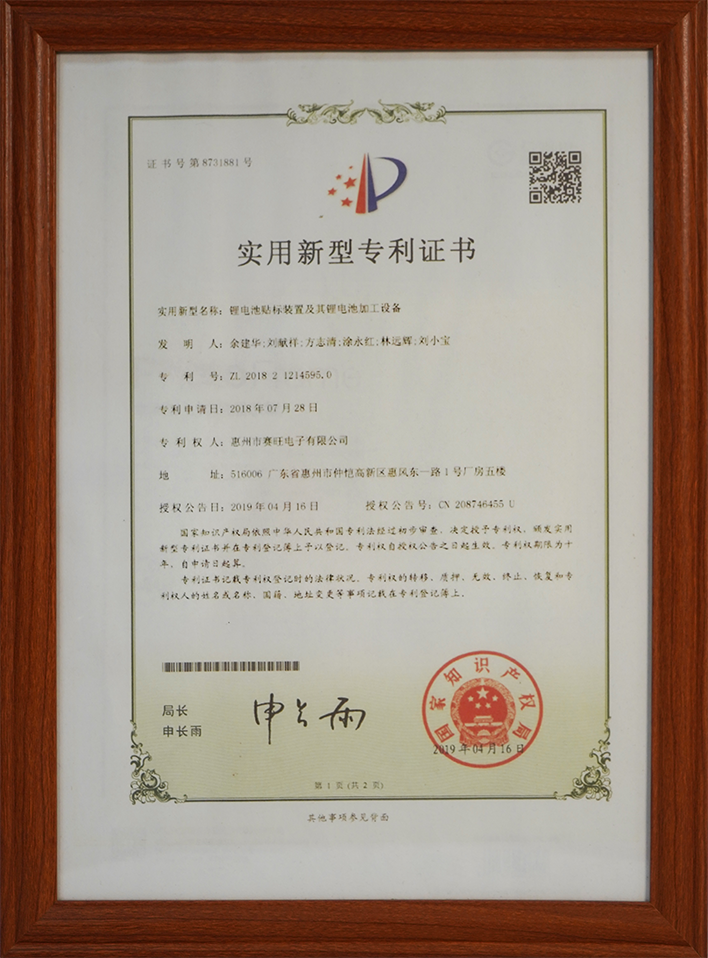 证书号第8731881号
实用新型专利证书
实用新型名称：锂电池贴标装置及其锂电池加工设备
发明人：余建华;刘献祥;方志清;涂永红;林远辉;刘小宝
专利号：ZL 2018 2 1214595.0
专利申请日：2018年07月28日
专利权人：惠州市赛旺电子有限公司
地址：516006 广东省惠州市仲恺高新区惠风东一路1号厂房五楼
授权公告日：2019年04月16日 授权公告号：CN 208746455 U
国家知识产权局依照中华人民共和国专利法经过初步审查，决定授予专利权，颁发实用
新型专利证书并在专利登记簿上予以登记。专利权自授权公告之日起生效。专利权期限为十
年，自申请日起算。
专利证书记载专利权登记时的法律状况。专利权的转移、质押、无效、终止、恢复和专
利权人的姓名或名称、国籍、地址变更等事项记载在专利登记簿上。
局长
申长雨
申长雨
国家知识产权局
2019年04月16日
第1页(共2页)
其他事项参见背面